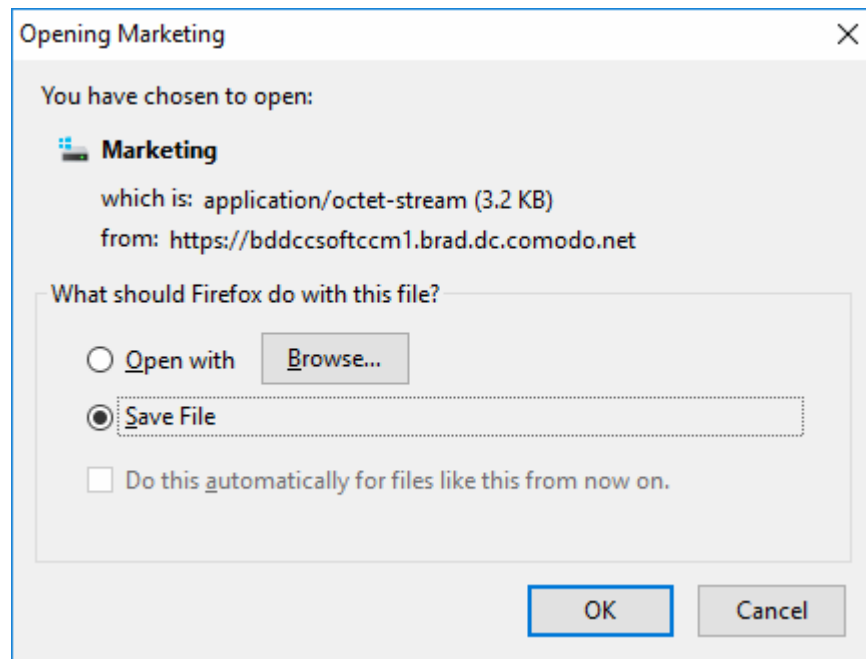 Opening Marketing
You have chosen to open:
Marketing
which is: application/octet-stream (3.2 KB)
from: https://bddccsoftccm1.brad.dc.comodo.net
What should Firefox do with this file?
Open with Browse...
Save File
Do this automatically for files like this from now on.
OK Cancel